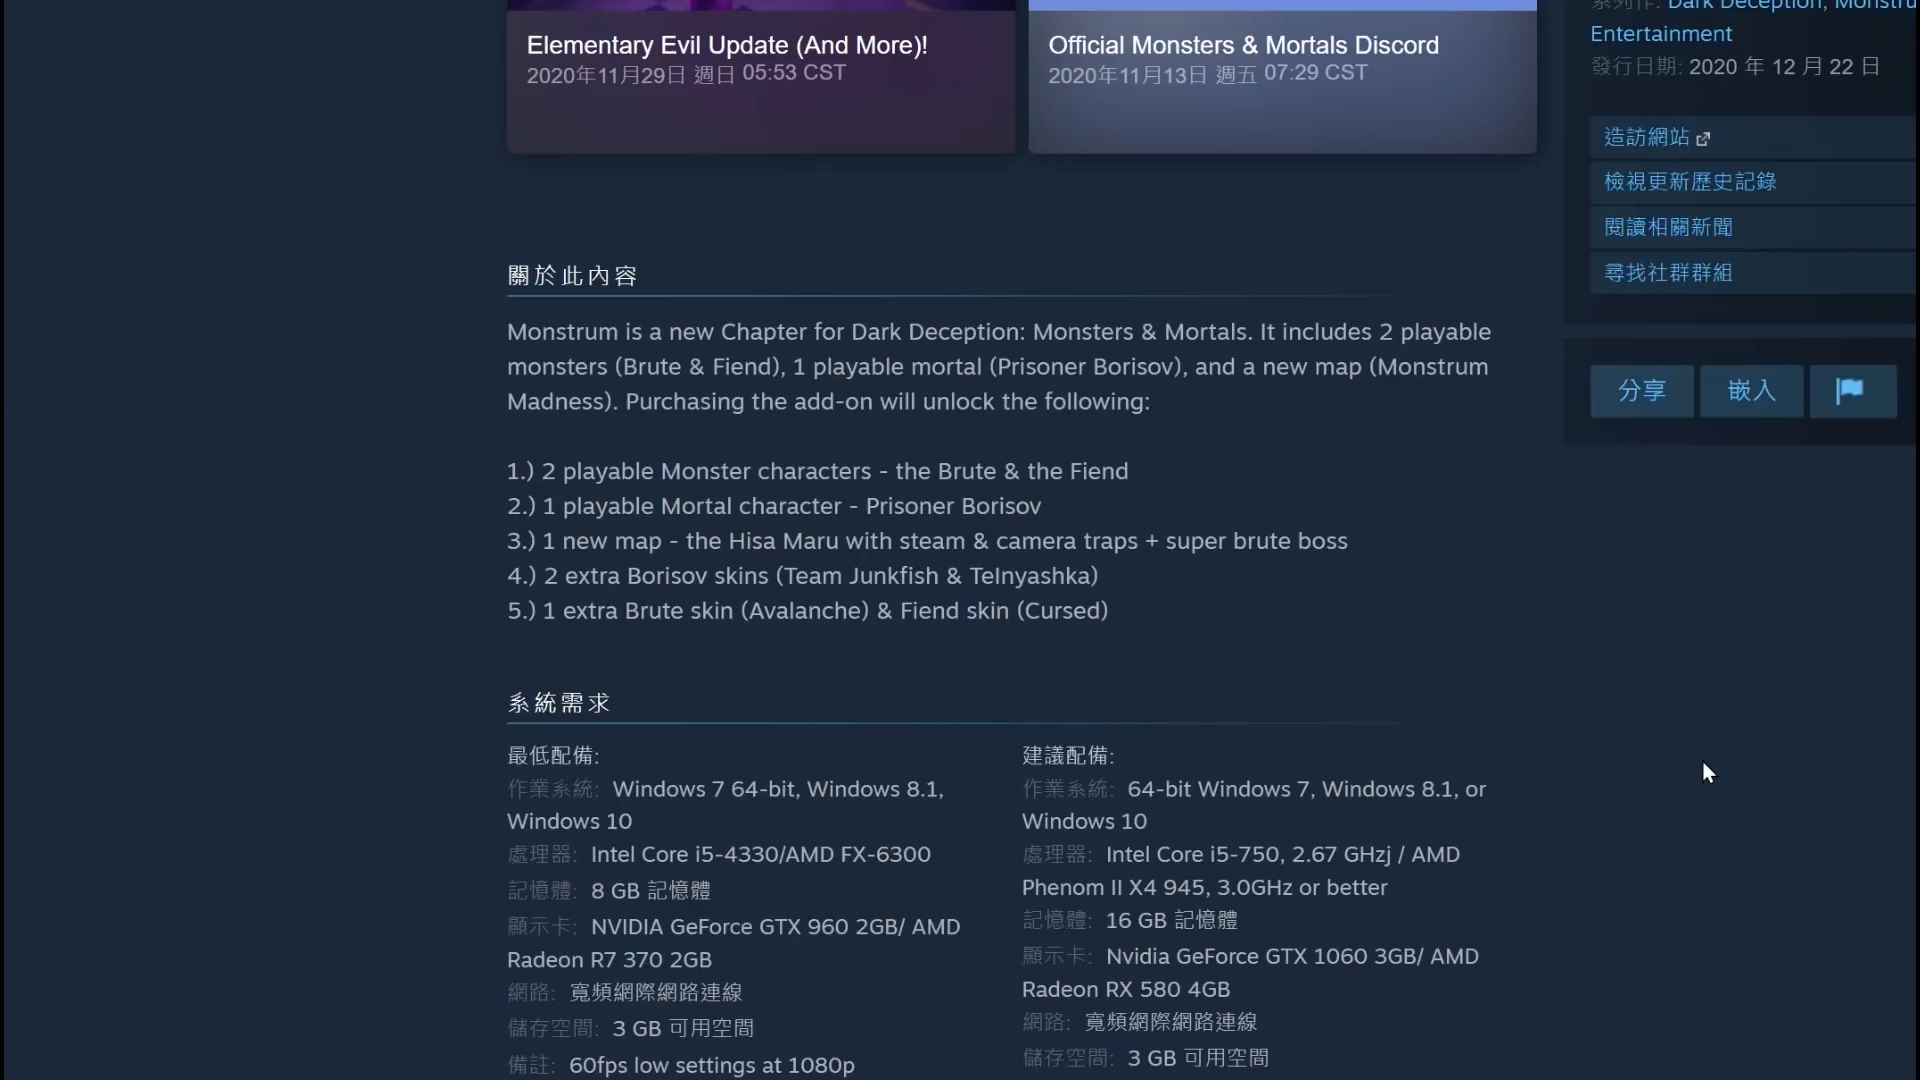 Elementary Evil Update (And More)!
2020年11月29日 週日 05:53 CST
Official Monsters & Mortals Discord
2020年11月13日 週五 07:29 CST
系列作: Dark Deception, Monstru
Entertainment
發行日期: 2020 年 12 月 22 日
造訪網站
檢視更新歷史記錄
閱讀相關新聞
尋找社群群組
分享
嵌入
關於此內容
Monstrum is a new Chapter for Dark Deception: Monsters & Mortals. It includes 2 playable
monsters (Brute & Fiend), 1 playable mortal (Prisoner Borisov), and a new map (Monstrum
Madness). Purchasing the add-on will unlock the following:
1.) 2 playable Monster characters - the Brute & the Fiend
2.) 1 playable Mortal character - Prisoner Borisov
3.) 1 new map - the Hisa Maru with steam & camera traps + super brute boss
4.) 2 extra Borisov skins (Team Junkfish & Telnyashka)
5.) 1 extra Brute skin (Avalanche) & Fiend skin (Cursed)
系統需求
最低配備:
作業系統: Windows 7 64-bit, Windows 8.1,
Windows 10
處理器: Intel Core i5-4330/AMD FX-6300
記憶體: 8 GB 記憶體
顯示卡: NVIDIA GeForce GTX 960 2GB/ AMD
Radeon R7 370 2GB
網路: 寬頻網際網路連線
儲存空間: 3 GB 可用空間
備註: 60fps low settings at 1080p
建議配備:
作業系統: 64-bit Windows 7, Windows 8.1, or
Windows 10
處理器: Intel Core i5-750, 2.67 GHzj / AMD
Phenom II X4 945, 3.0GHz or better
記憶體: 16 GB 記憶體
顯示卡: Nvidia GeForce GTX 1060 3GB/ AMD
Radeon RX 580 4GB
網路: 寬頻網際網路連線
儲存空間: 3 GB 可用空間